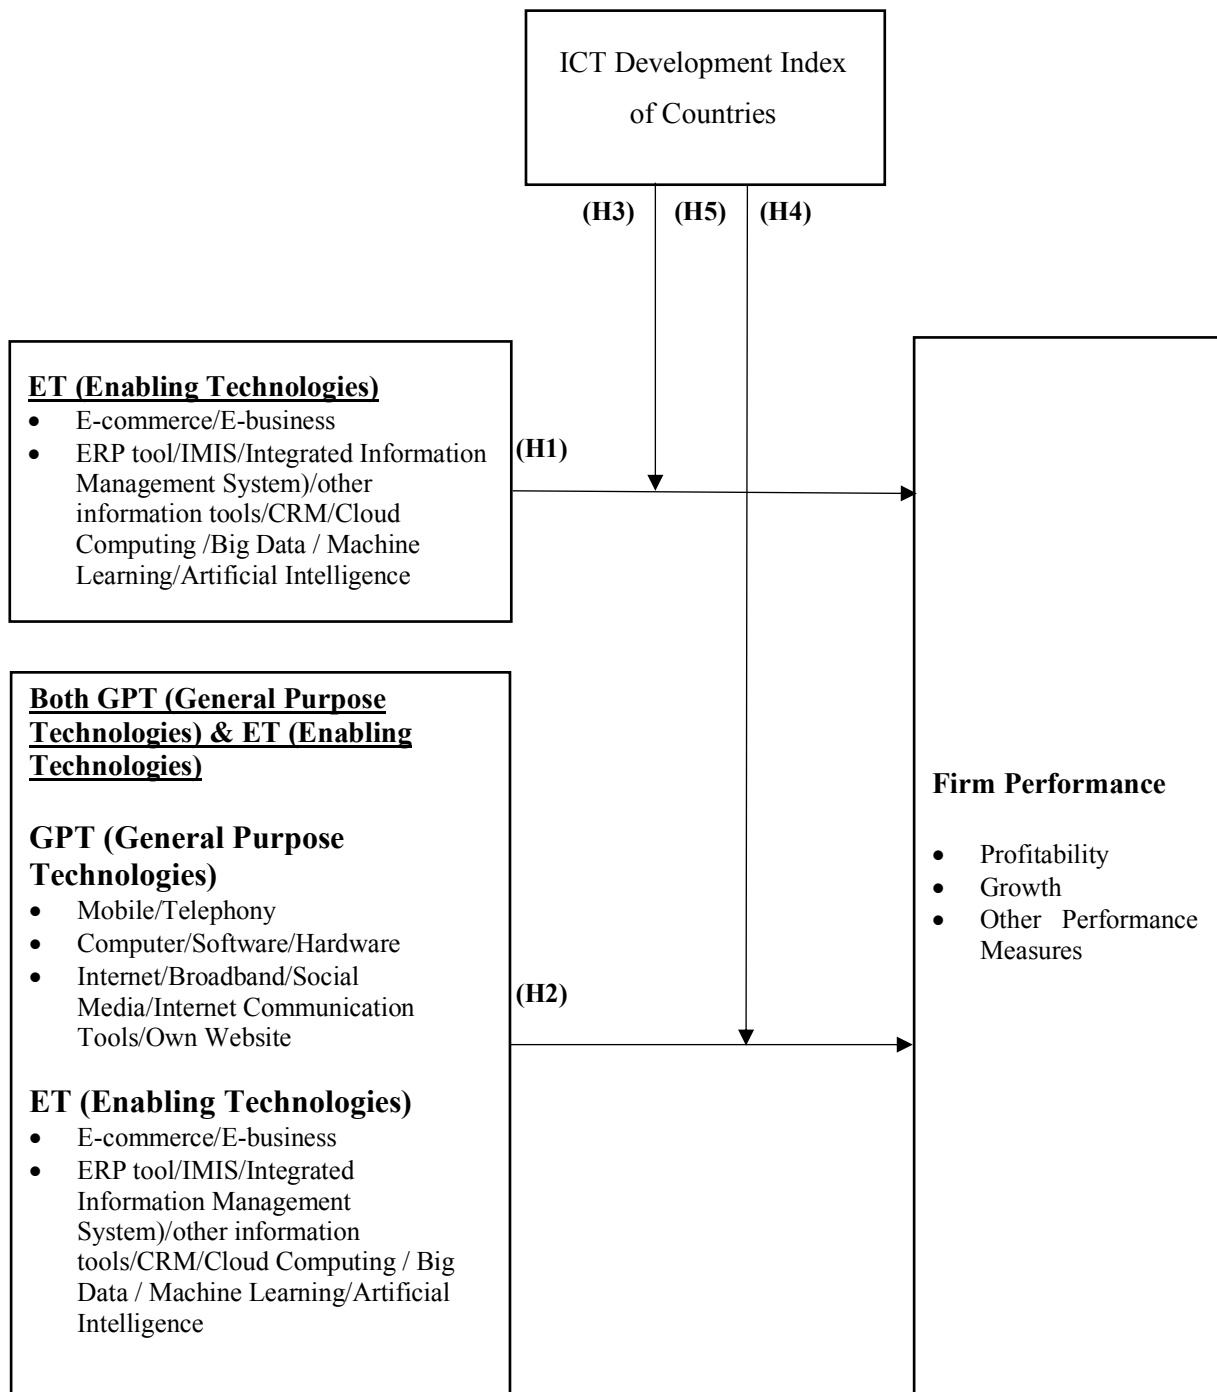 ICT Development Index
of Countries
(H3) (H5) (H4)
ET (Enabling Technologies)
• E-commerce/E-business
• ERP tool/IMIS/Integrated Information
Management System)/other
information tools/CRM/Cloud
Computing /Big Data / Machine
Learning/Artificial Intelligence
(H1)
Both GPT (General Purpose
Technologies) & ET (Enabling
Technologies)
GPT (General Purpose
Technologies)
• Mobile/Telephony
• Computer/Software/Hardware
• Internet/Broadband/Social
Media/Internet Communication
Tools/Own Website
ET (Enabling Technologies)
• E-commerce/E-business
• ERP tool/IMIS/Integrated
Information Management
System)/other information
tools/CRM/Cloud Computing / Big
Data / Machine Learning/Artificial
Intelligence
(H2)
Firm Performance
• Profitability
• Growth
• Other Performance
Measures